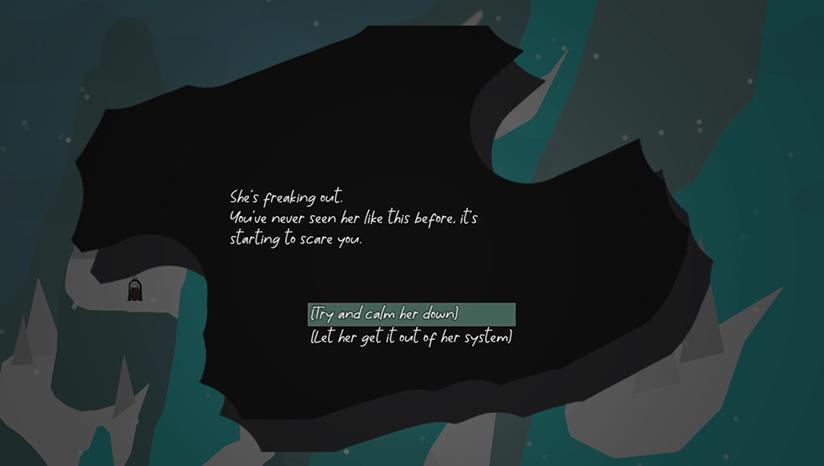 She's freaking out.
You've never seen her like this before, it's
starting to scare you.
[Try and calm her down]
[Let her get it out of her system]